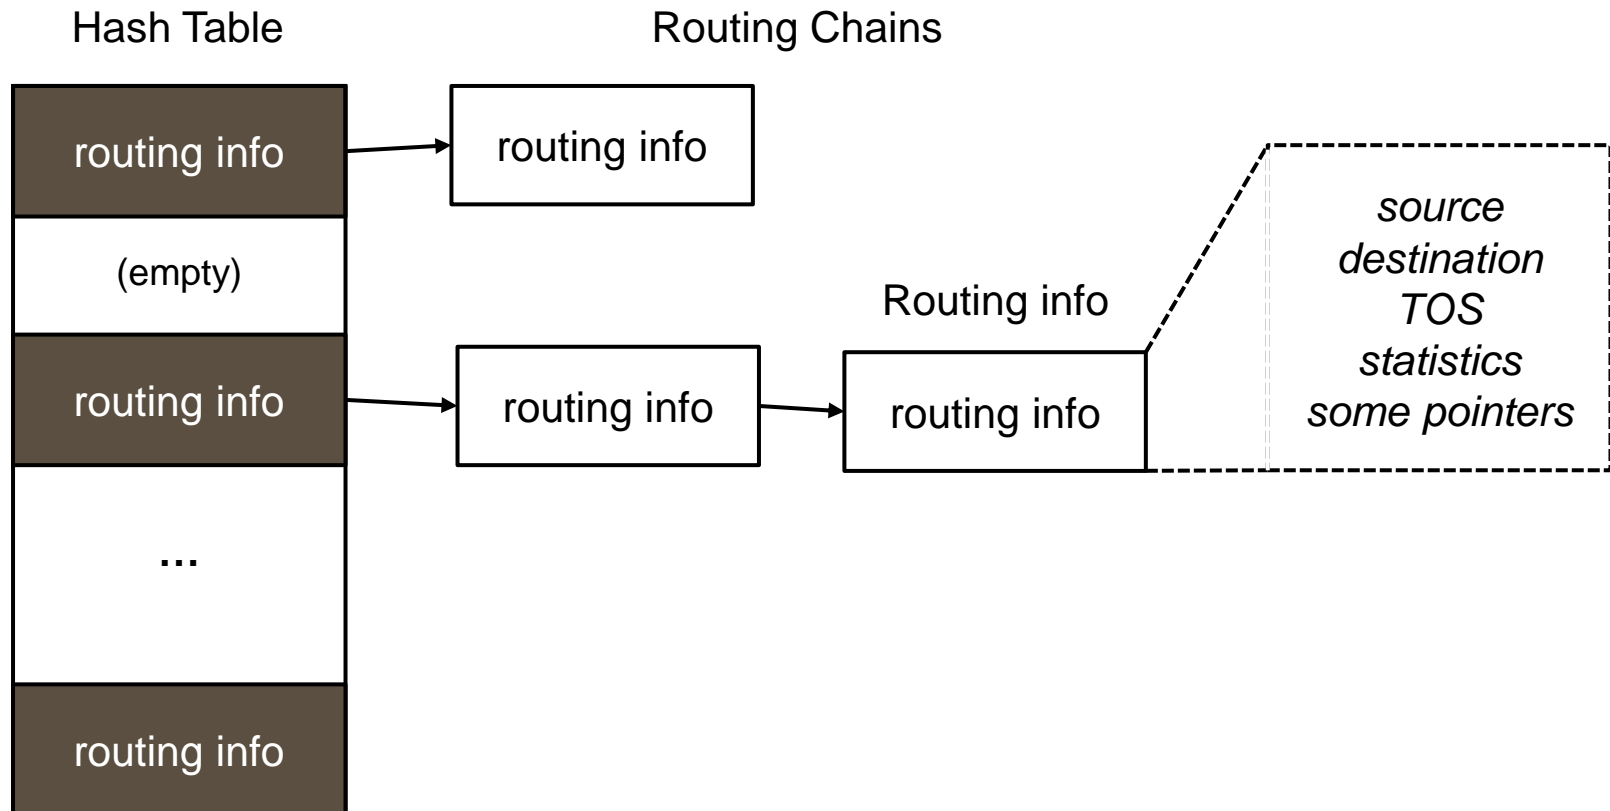 Hash Table
Routing Chains
routing info
routing info
(empty)
source
destination
TOS
statistics
some pointers
Routing info
routing info
routing info
routing info
...
routing info